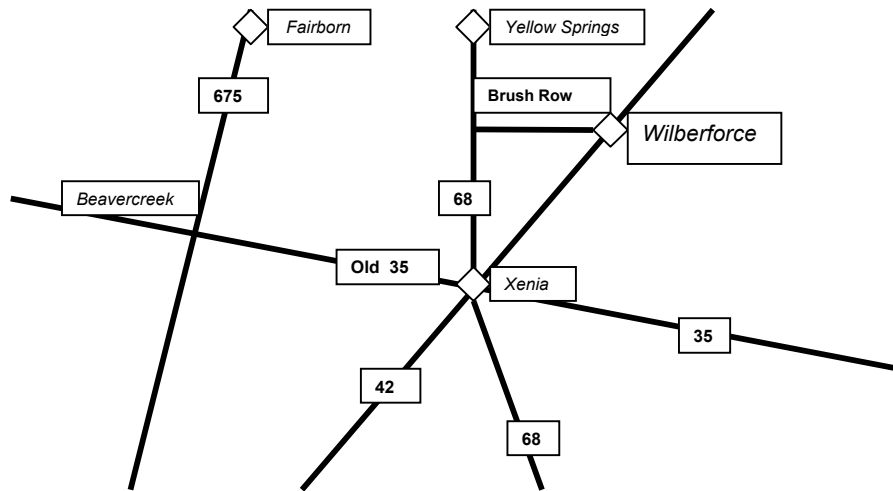 Fairborn
Yellow Springs
675
Brush Row
Wilberforce
Beavercreek
68
Old 35
Xenia
35
42
68